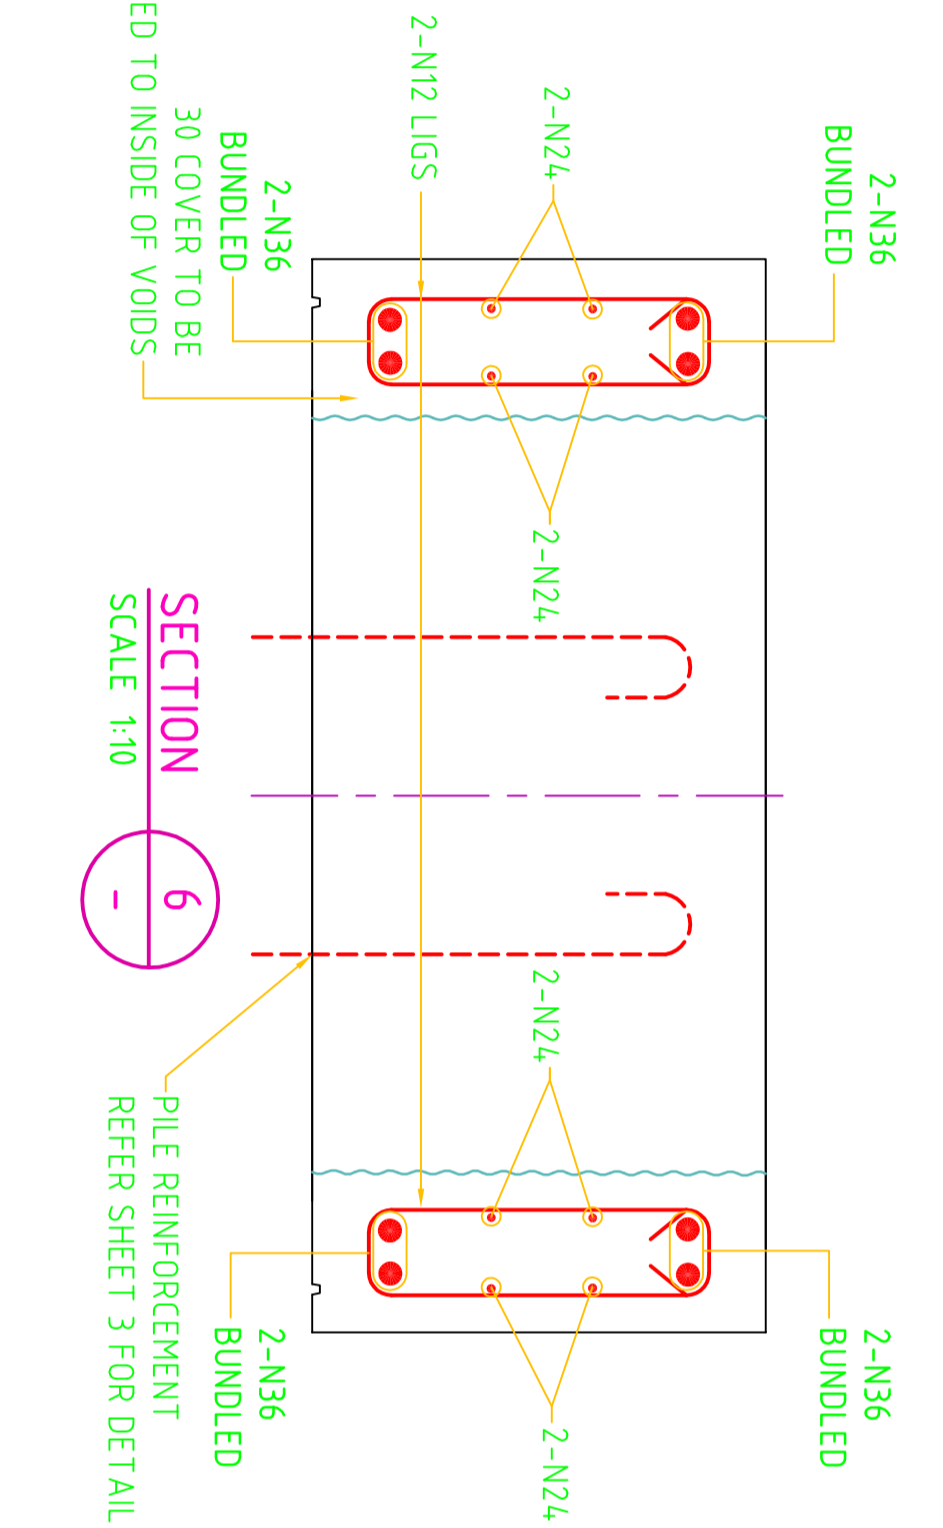 2-N36
BUNDLED
2-N24
2-N12 LIGS
2-N36
BUNDLED
30 COVER TO BE
ED TO INSIDE OF VOIDS
2-N24
2-N24
2-N36
BUNDLED
2-N24
2-N36
BUNDLED
PILE REINFORCEMENT
REFER SHEET 3 FOR DETAIL
SECTION
SCALE 1:10
6
-